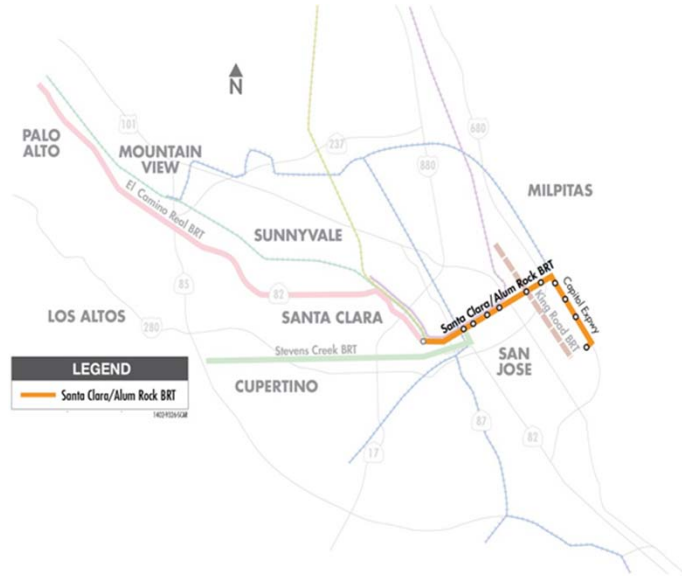 N
PALO
ALTO
101
MOUNTAIN
VIEW
237
680
880
MILPITAS
El Camino Real BRT
SUNNYVALE
85
82
LOS ALTOS
280
SANTA CLARA
Santa Clara/Alum Rock BRT
Capitol Expwy
King Road BRT
Stevens Creek BRT
SAN
JOSE
CUPERTINO
LEGEND
Santa Clara/Alum Rock BRT
87
82
17